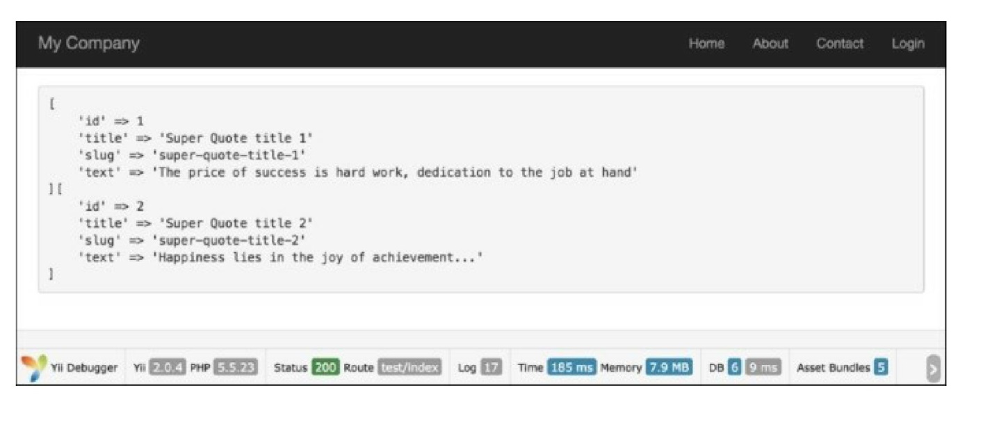 My Company Home About Contact Login
[
    'id' => 1
    'title' => 'Super Quote title 1'
    'slug' => 'super-quote-title-1'
    'text' => 'The price of success is hard work, dedication to the job at hand'
][
    'id' => 2
    'title' => 'Super Quote title 2'
    'slug' => 'super-quote-title-2'
    'text' => 'Happiness lies in the joy of achievement...'
]
Yii Debugger Yii 2.0.4 PHP 5.5.23 Status 200 Route test/index Log 17 Time 185 ms Memory 7.9 MB DB 6 9 ms Asset Bundles 5 >